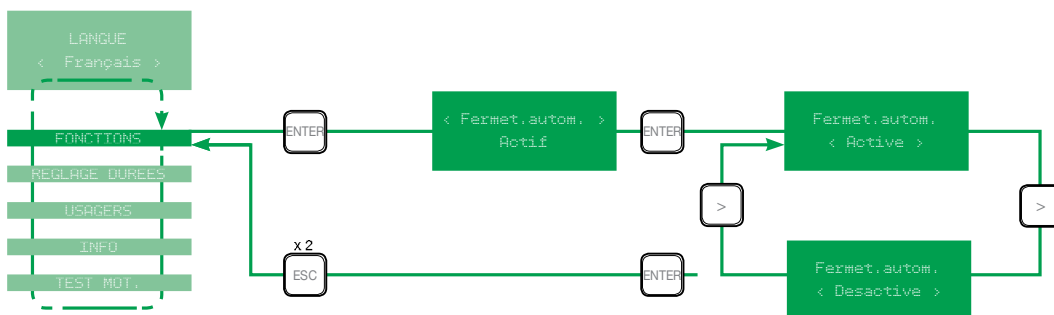 LANGUE
< Français >
FONCTIONS
REGLAGE DUREES
USAGERS
INFO
TEST MOT.
ENTER
< Fermet.autom. >
Actif
ENTER
Fermet.autom.
< Active >
>
>
x 2
ESC
ENTER
Fermet.autom.
< Desactive >